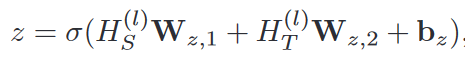 z = σ(H_S^{(l)} W_{z,1} + H_T^{(l)} W_{z,2} + b_z),